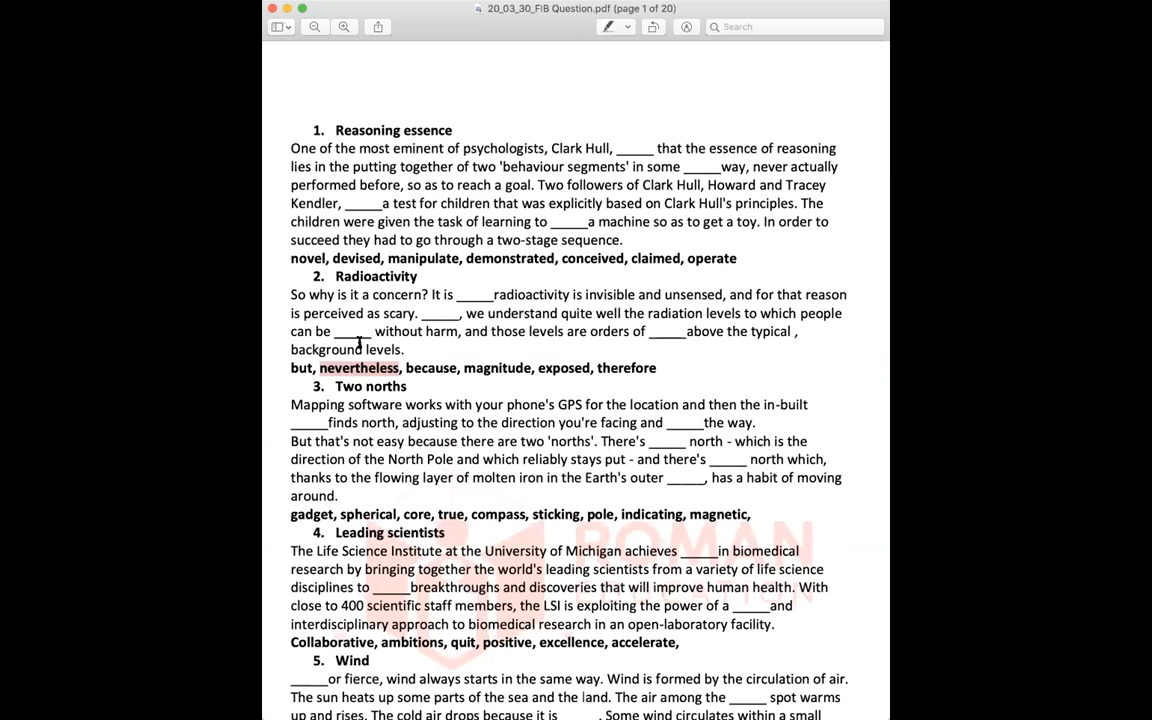 20_03_30_FIB Question.pdf (page 1 of 20)
Search
1. Reasoning essence
One of the most eminent of psychologists, Clark Hull, _____ that the essence of reasoning
lies in the putting together of two 'behaviour segments' in some _____way, never actually
performed before, so as to reach a goal. Two followers of Clark Hull, Howard and Tracey
Kendler, _____a test for children that was explicitly based on Clark Hull's principles. The
children were given the task of learning to _____a machine so as to get a toy. In order to
succeed they had to go through a two-stage sequence.
novel, devised, manipulate, demonstrated, conceived, claimed, operate
2. Radioactivity
So why is it a concern? It is _____radioactivity is invisible and unsensed, and for that reason
is perceived as scary. _____, we understand quite well the radiation levels to which people
can be _____ without harm, and those levels are orders of _____above the typical ,
background levels.
but, nevertheless, because, magnitude, exposed, therefore
3. Two norths
Mapping software works with your phone's GPS for the location and then the in-built
_____finds north, adjusting to the direction you're facing and _____the way.
But that's not easy because there are two 'norths'. There's _____ north - which is the
direction of the North Pole and which reliably stays put - and there's _____ north which,
thanks to the flowing layer of molten iron in the Earth's outer _____, has a habit of moving
around.
gadget, spherical, core, true, compass, sticking, pole, indicating, magnetic,
4. Leading scientists
The Life Science Institute at the University of Michigan achieves _____in biomedical
research by bringing together the world's leading scientists from a variety of life science
disciplines to _____breakthroughs and discoveries that will improve human health. With
close to 400 scientific staff members, the LSI is exploiting the power of a _____and
interdisciplinary approach to biomedical research in an open-laboratory facility.
Collaborative, ambitions, quit, positive, excellence, accelerate,
5. Wind
_____or fierce, wind always starts in the same way. Wind is formed by the circulation of air.
The sun heats up some parts of the sea and the land. The air among the _____ spot warms
up and rises. The cold air drops because it is _____. Some wind circulates within a small
ROMAN
EDUCATION